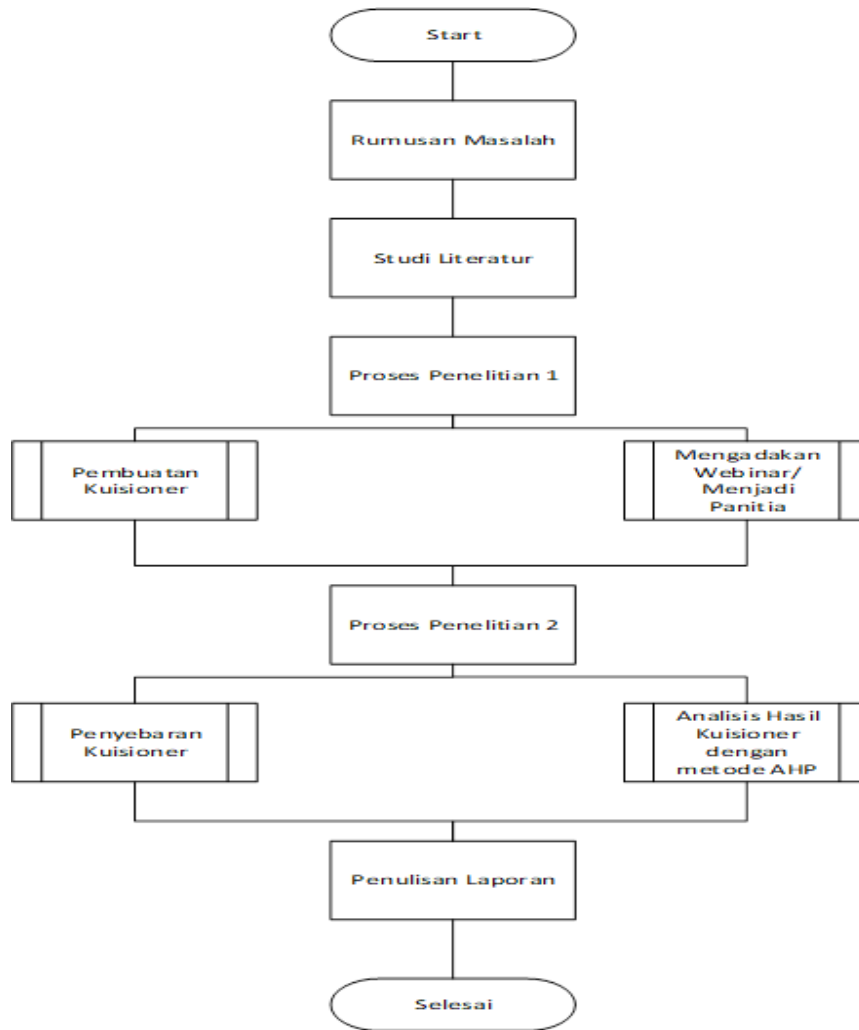 Start
Rumusan Masalah
Studi Literatur
Proses Penelitian 1
Pembuatan
Kuisioner
Mengadakan
Webinar/
Menjadi
Panitia
Proses Penelitian 2
Penyebaran
Kuisioner
Analisis Hasil
Kuisioner
dengan
metode AHP
Penulisan Laporan
Selesai